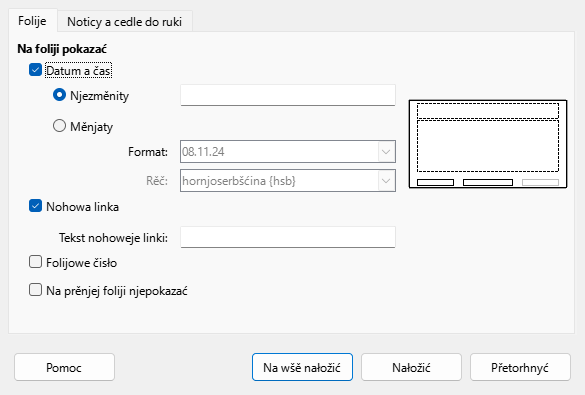 Folije
Noticy a cedle do ruki
Na foliji pokazać
Datum a čas
Njezměnity
Měnjaty
Format: 08.11.24
Rěč: hornjoserbšćina {hsb}
Nohowa linka
Tekst nohoweje linki:
Folijowe čisło
Na prěnjej foliji njepokazać
Pomoc
Na wšě nałožić
Nałožić
Přetorhnyć